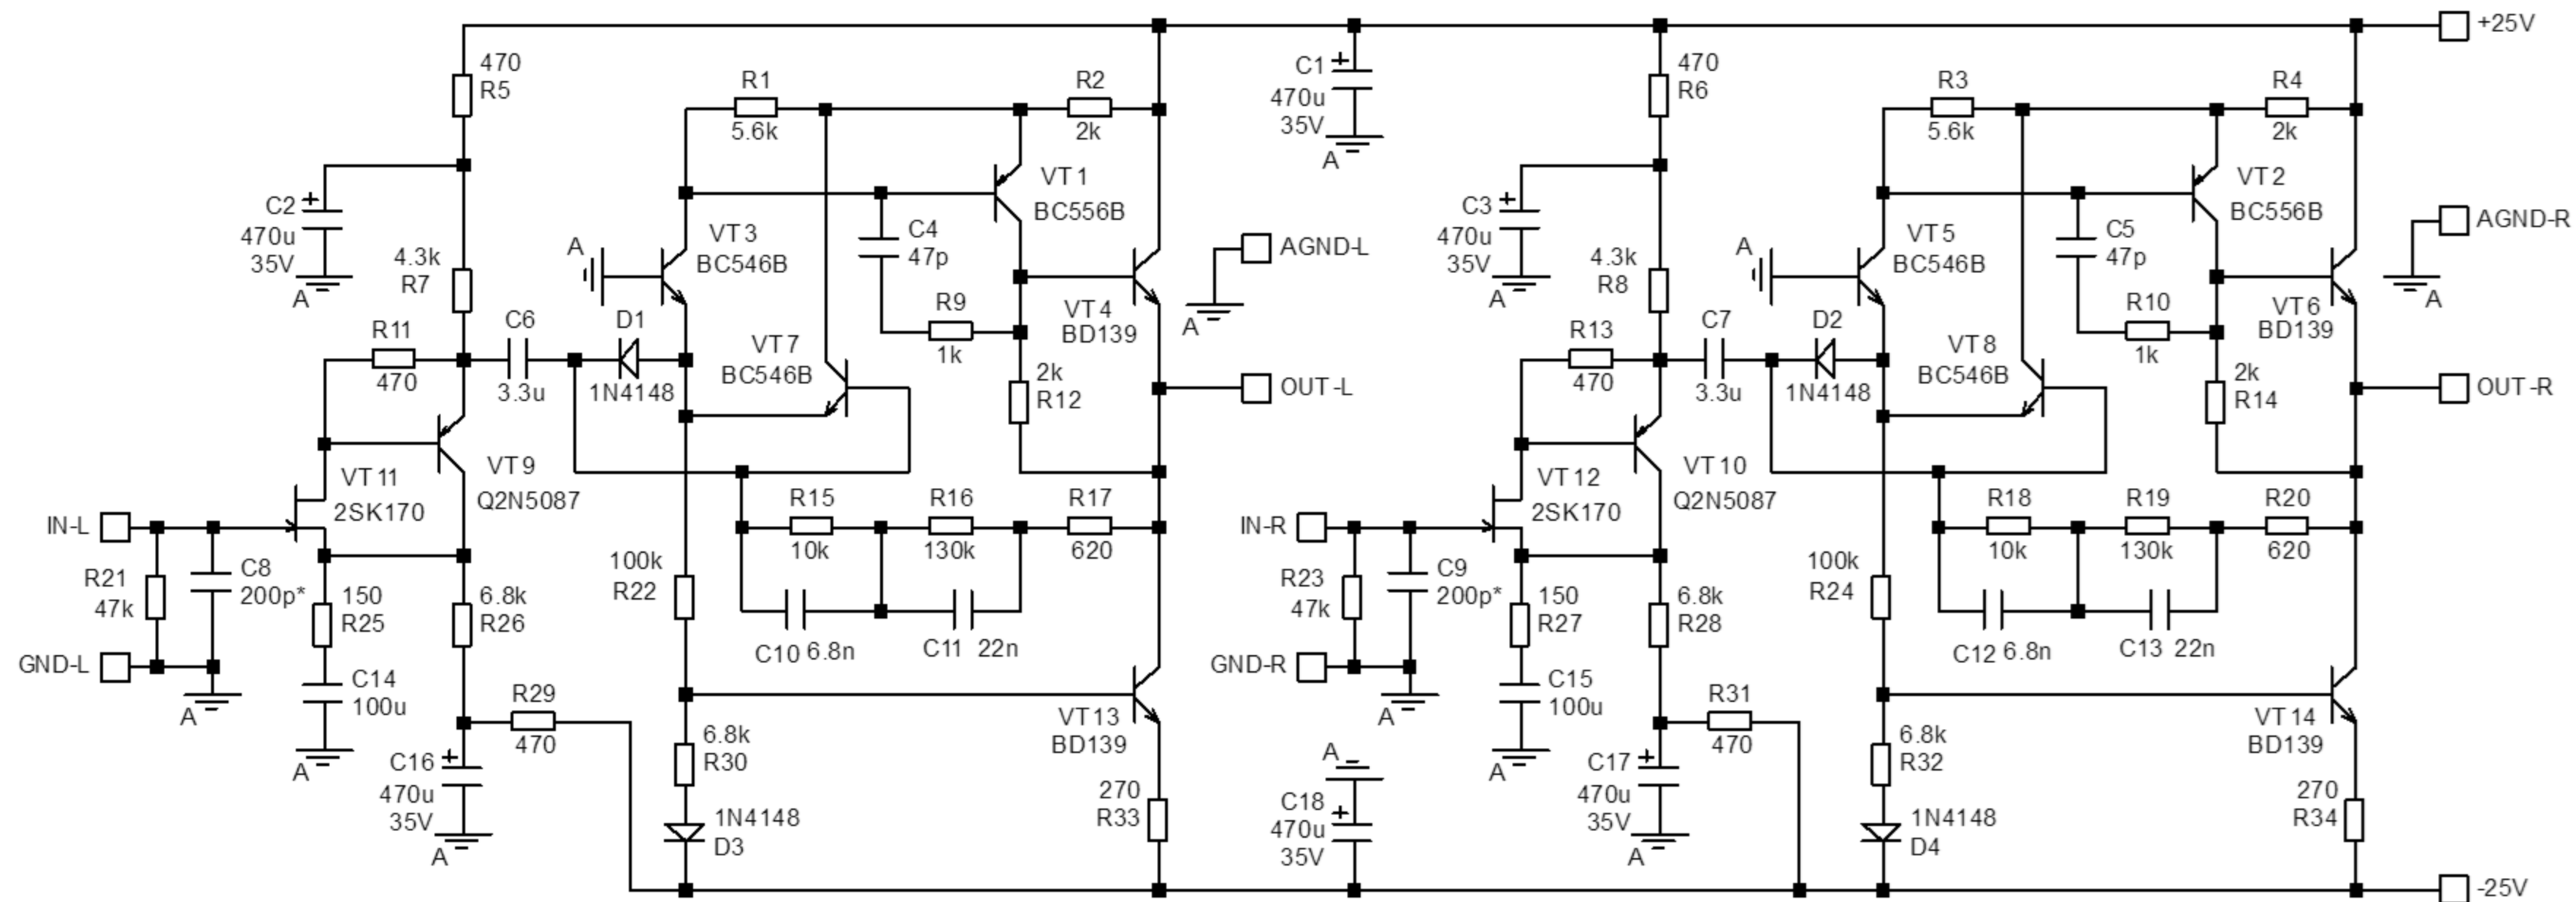 +25V
470
R5
R1
5.6k
R2
2k
C1
470u
35V
470
R6
R3
5.6k
R4
2k
A
VT1
BC556B
VT2
BC556B
C2
470u
35V
A
C3
470u
35V
A
AGND-R
A
4.3k
R7
A
VT3
BC546B
C4
47p
AGND-L
A
4.3k
R8
A
VT5
BC546B
C5
47p
R9
1k
VT4
BD139
R10
1k
VT6
BD139
R11
470
C6
3.3u
D1
1N4148
VT7
BC546B
2k
R12
OUT-L
R13
470
C7
3.3u
D2
1N4148
VT8
BC546B
2k
R14
OUT-R
VT11
2SK170
VT9
Q2N5087
R15
10k
R16
130k
R17
620
VT12
2SK170
VT10
Q2N5087
R18
10k
R19
130k
R20
620
IN-L
IN-R
R21
47k
C8
200p*
150
R25
6.8k
R26
100k
R22
C10 6.8n
C11 22n
R23
47k
C9
200p*
150
R27
6.8k
R28
100k
R24
C12 6.8n
C13 22n
GND-L
A
GND-R
A
C14
100u
A
R29
470
VT13
BD139
C15
100u
A
R31
470
VT14
BD139
C16
470u
35V
A
6.8k
R30
1N4148
D3
270
R33
A
C18
470u
35V
C17
470u
35V
A
6.8k
R32
1N4148
D4
270
R34
-25V